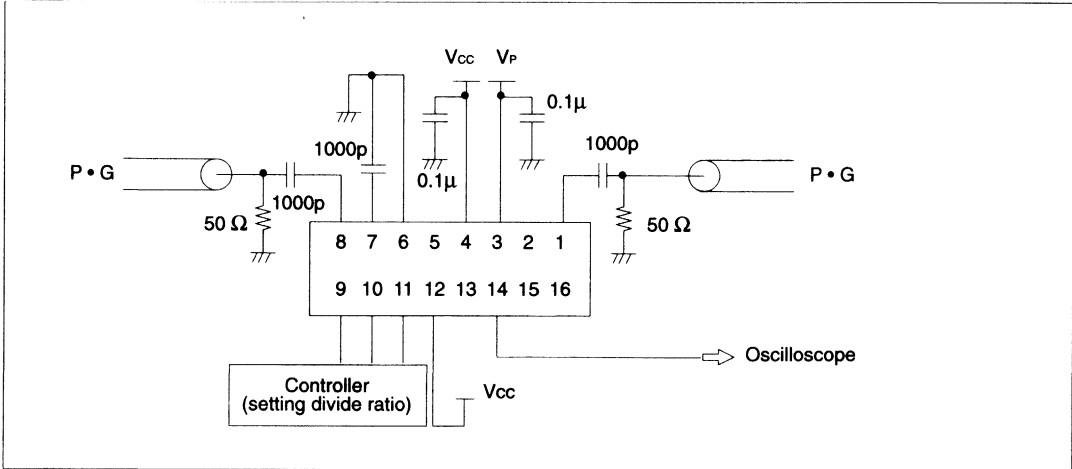 VCC VP
0.1µ
1000p 1000p
0.1µ
P • G P • G
1000p
50 Ω 50 Ω
8 7 6 5 4 3 2 1
9 10 11 12 13 14 15 16
Oscilloscope
Controller
(setting divide ratio)
VCC